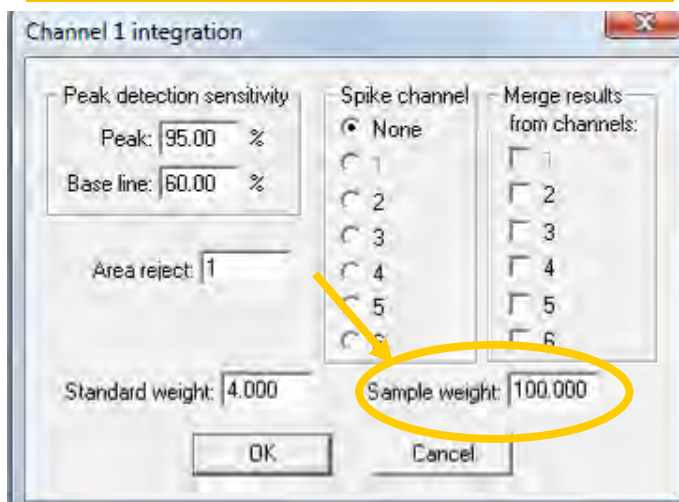 Channel 1 integration
Peak detection sensitivity
Peak: 95.00 %
Base line: 60.00 %
Area reject: 1
Spike channel
None
1
2
3
4
5
Merge results
from channels:
1
2
3
4
5
6
Standard weight: 4.000
Sample weight: 100.000
OK
Cancel